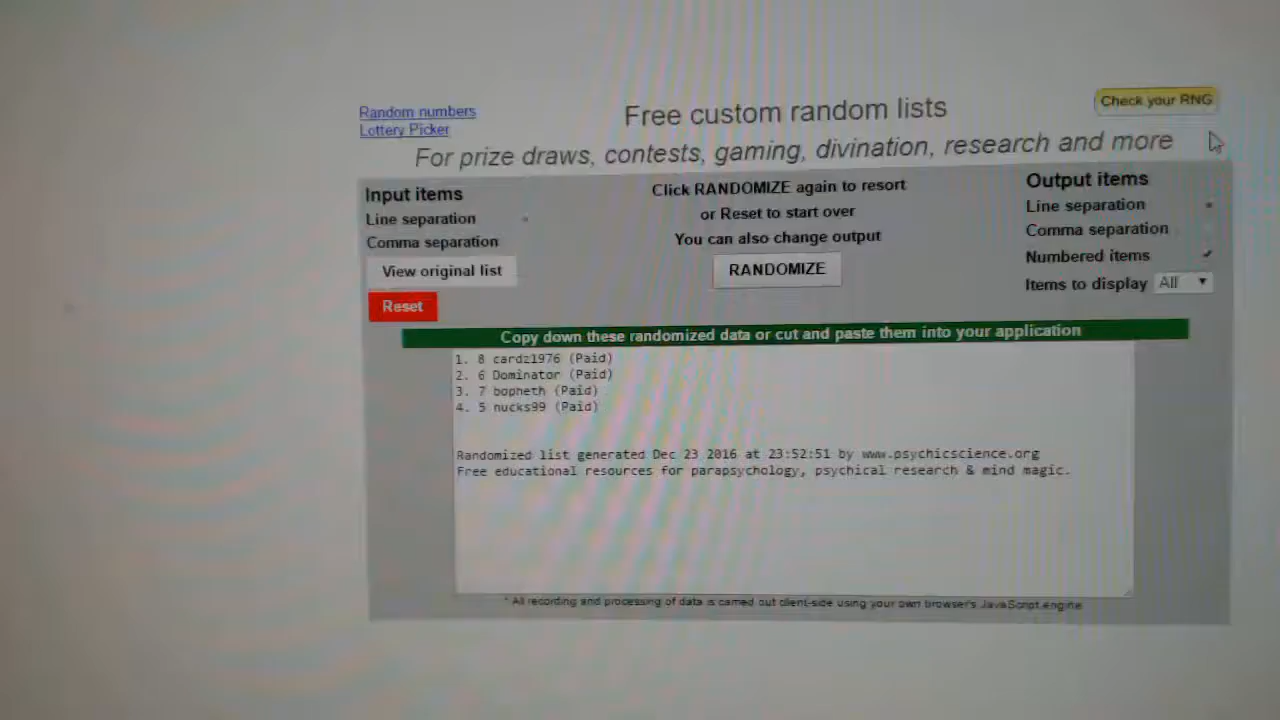 Random numbers
Lottery Picker
Free custom random lists
Check your RNG
For prize draws, contests, gaming, divination, research and more
Input items
Line separation
Comma separation
View original list
Reset
Click RANDOMIZE again to resort
or Reset to start over
You can also change output
RANDOMIZE
Output items
Line separation
Comma separation
Numbered items
Items to display All
Copy down these randomized data or cut and paste them into your application
1. 8 cardz1976 (Paid)
2. 6 Dominator (Paid)
3. 7 bopheth (Paid)
4. 5 nucks99 (Paid)
Randomized list generated Dec 23 2016 at 23:52:51 by www.psychicscience.org
Free educational resources for parapsychology, psychical research & mind magic.
* All recording and processing of data is carried out client-side using your own browser's JavaScript engine